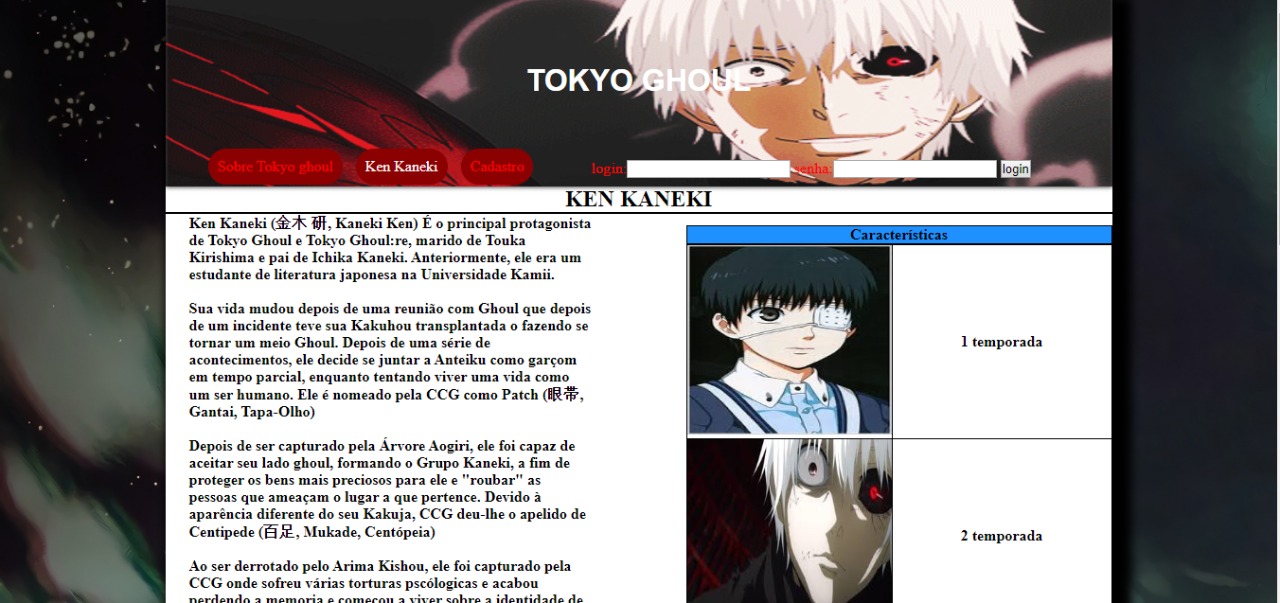 TOKYO GHOUL
Sobre Tokyo ghoul Ken Kaneki Cadastro login: senha: login
KEN KANEKI
Ken Kaneki (金木 研, Kaneki Ken) É o principal protagonista
de Tokyo Ghoul e Tokyo Ghoul:re, marido de Touka
Kirishima e pai de Ichika Kaneki. Anteriormente, ele era um
estudante de literatura japonesa na Universidade Kamii.
Sua vida mudou depois de uma reunião com Ghoul que depois
de um incidente teve sua Kakuhou transplantada o fazendo se
tornar um meio Ghoul. Depois de uma série de
acontecimentos, ele decide se juntar a Anteiku como garçom
em tempo parcial, enquanto tentando viver uma vida como
um ser humano. Ele é nomeado pela CCG como Patch (眼帯,
Gantai, Tapa-Olho)
Depois de ser capturado pela Árvore Aogiri, ele foi capaz de
aceitar seu lado ghoul, formando o Grupo Kaneki, a fim de
proteger os bens mais preciosos para ele e "roubar" as
pessoas que ameaçam o lugar a que pertence. Devido à
aparência diferente do seu Kakuja, CCG deu-lhe o apelido de
Centipede (百足, Mukade, Centópeia)
Ao ser derrotado pelo Arima Kishou, ele foi capturado pela
CCG onde sofreu várias torturas pscólogicas e acabou
perdendo a memoria e começou a viver sobre a identidade de
Características
1 temporada
2 temporada